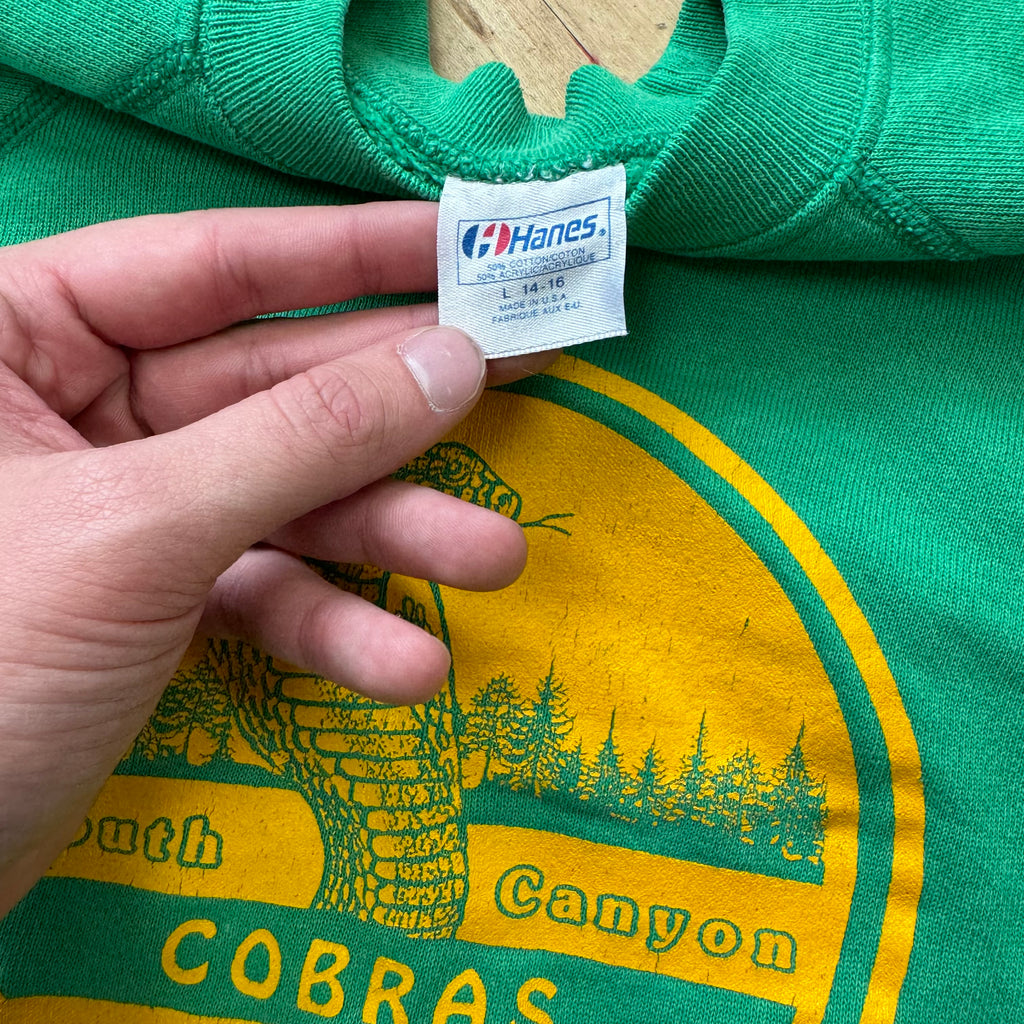 Hanes®
50% COTTON/COTON
50% ACRYLIC/ACRYLIQUE
L 14-16
MADE IN U.S.A
FABRIQUE AUX E-U.
outh Canyon
COBRAS